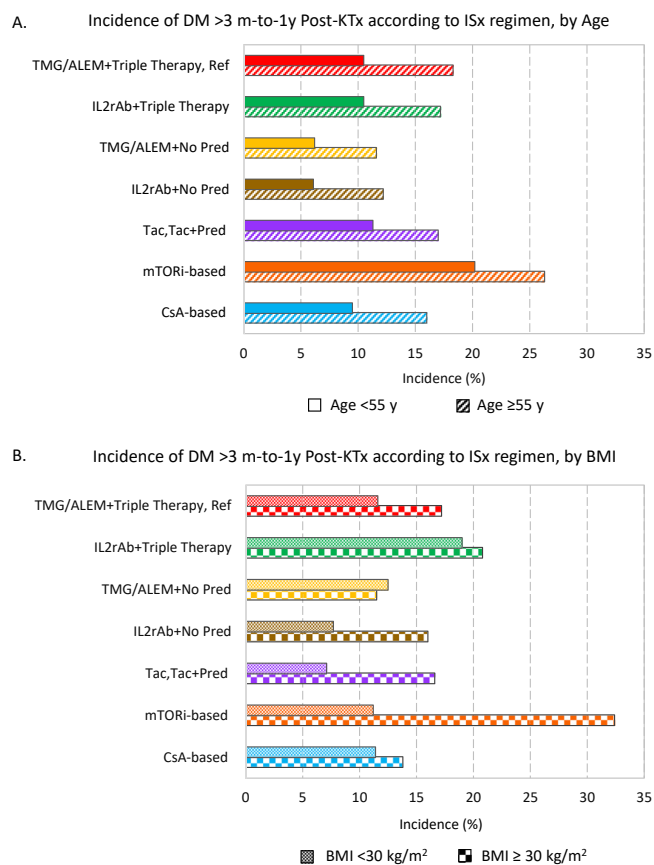 A.
Incidence of DM >3 m-to-1y Post-KTx according to ISx regimen, by Age
TMG/ALEM+Triple Therapy, Ref
IL2rAb+Triple Therapy
TMG/ALEM+No Pred
IL2rAb+No Pred
Tac,Tac+Pred
mTORi-based
CsA-based
0 5 10 15 20 25 30 35
Incidence (%)
Age <55 y Age ≥55 y
B.
Incidence of DM >3 m-to-1y Post-KTx according to ISx regimen, by BMI
TMG/ALEM+Triple Therapy, Ref
IL2rAb+Triple Therapy
TMG/ALEM+No Pred
IL2rAb+No Pred
Tac,Tac+Pred
mTORi-based
CsA-based
0 5 10 15 20 25 30 35
Incidence (%)
BMI <30 kg/m² BMI ≥ 30 kg/m²